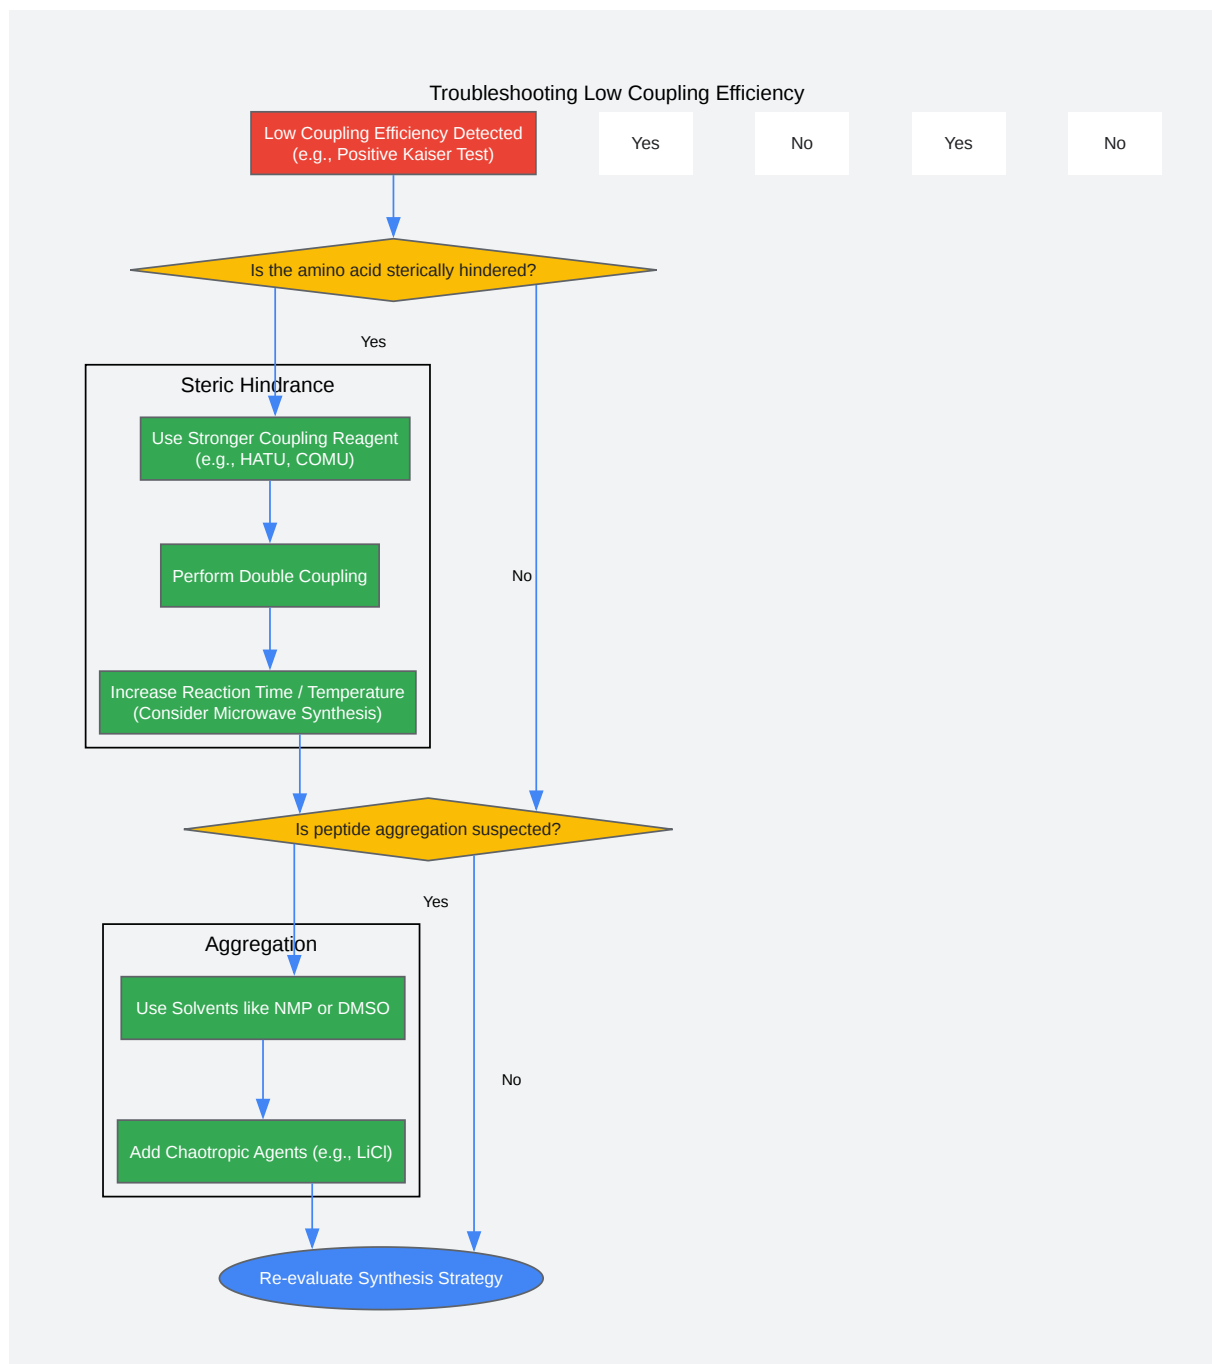 Troubleshooting Low Coupling Efficiency
Low Coupling Efficiency Detected
(e.g., Positive Kaiser Test)
Yes
No
Yes
No
Is the amino acid sterically hindered?
Yes
Steric Hindrance
Use Stronger Coupling Reagent
(e.g., HATU, COMU)
Perform Double Coupling
No
Increase Reaction Time / Temperature
(Consider Microwave Synthesis)
Is peptide aggregation suspected?
Yes
Aggregation
Use Solvents like NMP or DMSO
No
Add Chaotropic Agents (e.g., LiCl)
Re-evaluate Synthesis Strategy